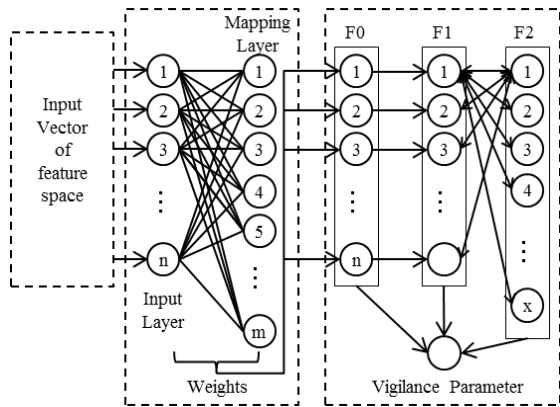 Input
Vector
of
feature
space
1
2
3
⋮
n
Input
Layer
Mapping
Layer
1
2
3
4
5
⋮
m
Weights
F0
1
2
3
⋮
n
F1
1
2
3
⋮
F2
1
2
3
4
⋮
x
Vigilance Parameter